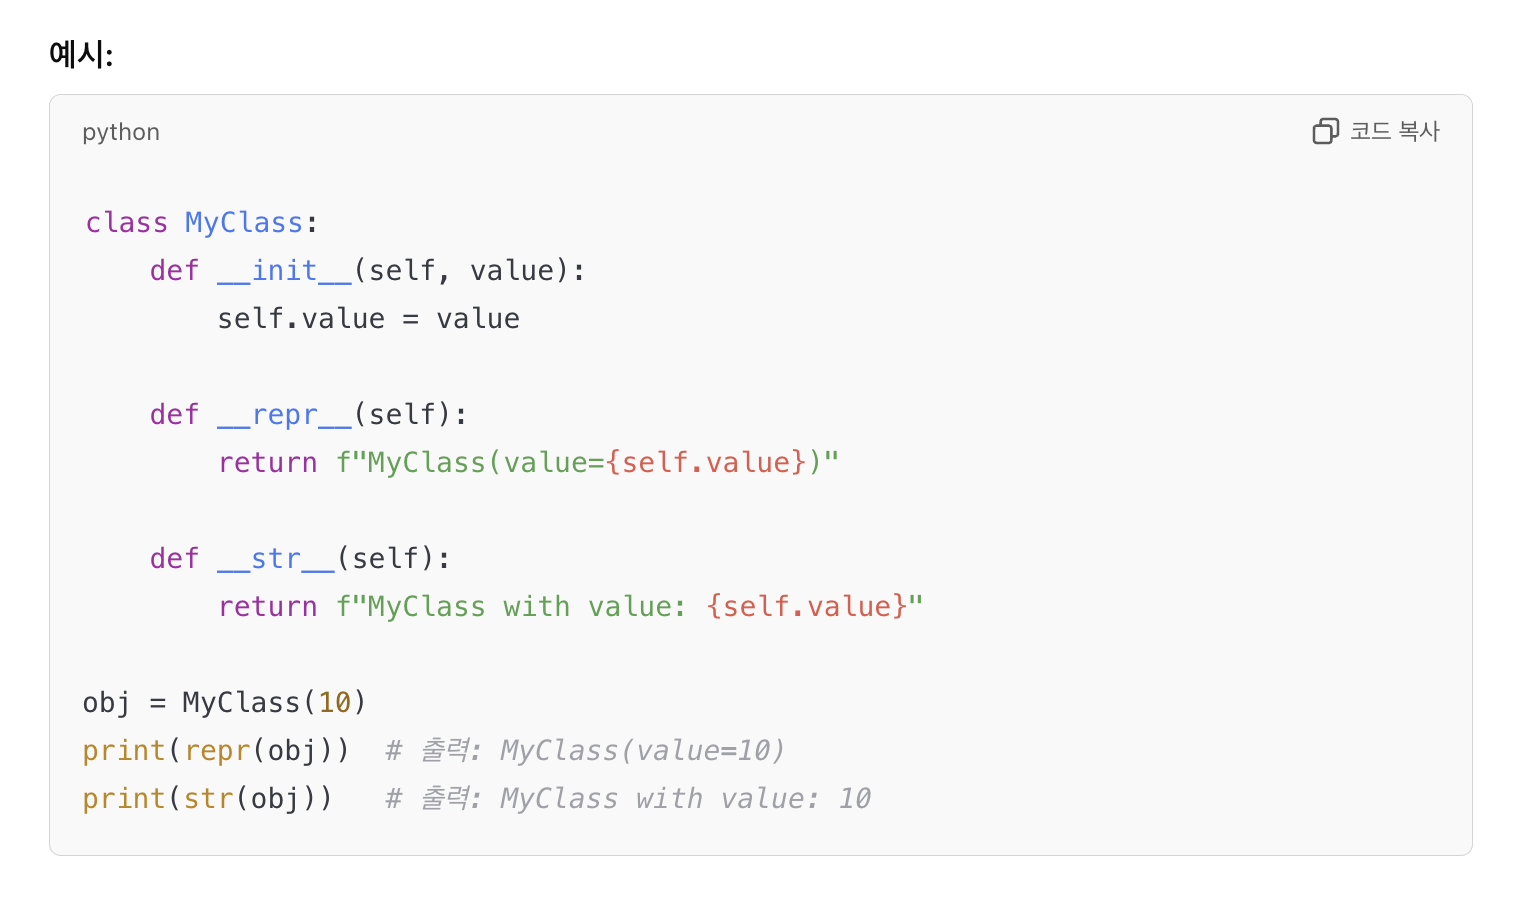 예시:
python
코드 복사
class MyClass:
    def __init__(self, value):
        self.value = value
    def __repr__(self):
        return f"MyClass(value={self.value})"
    def __str__(self):
        return f"MyClass with value: {self.value}"
obj = MyClass(10)
print(repr(obj))  # 출력: MyClass(value=10)
print(str(obj))   # 출력: MyClass with value: 10